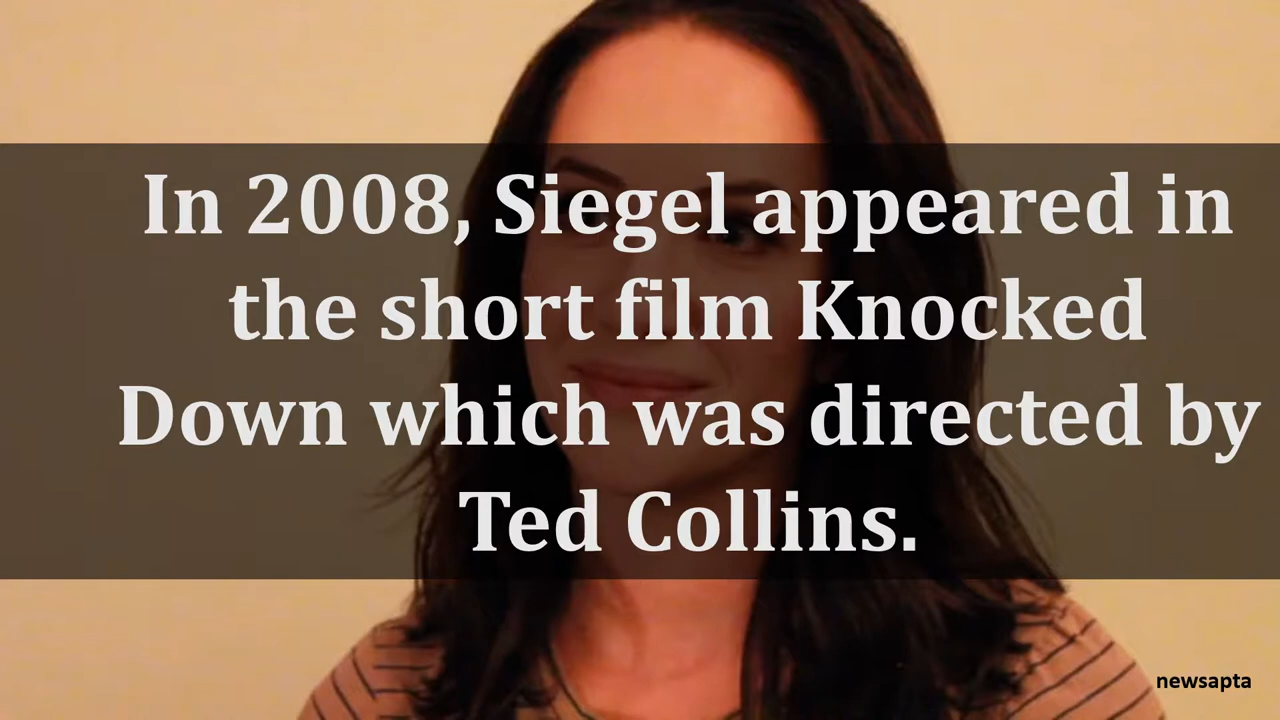 In 2008, Siegel appeared in
the short film Knocked
Down which was directed by
Ted Collins.
newsapta